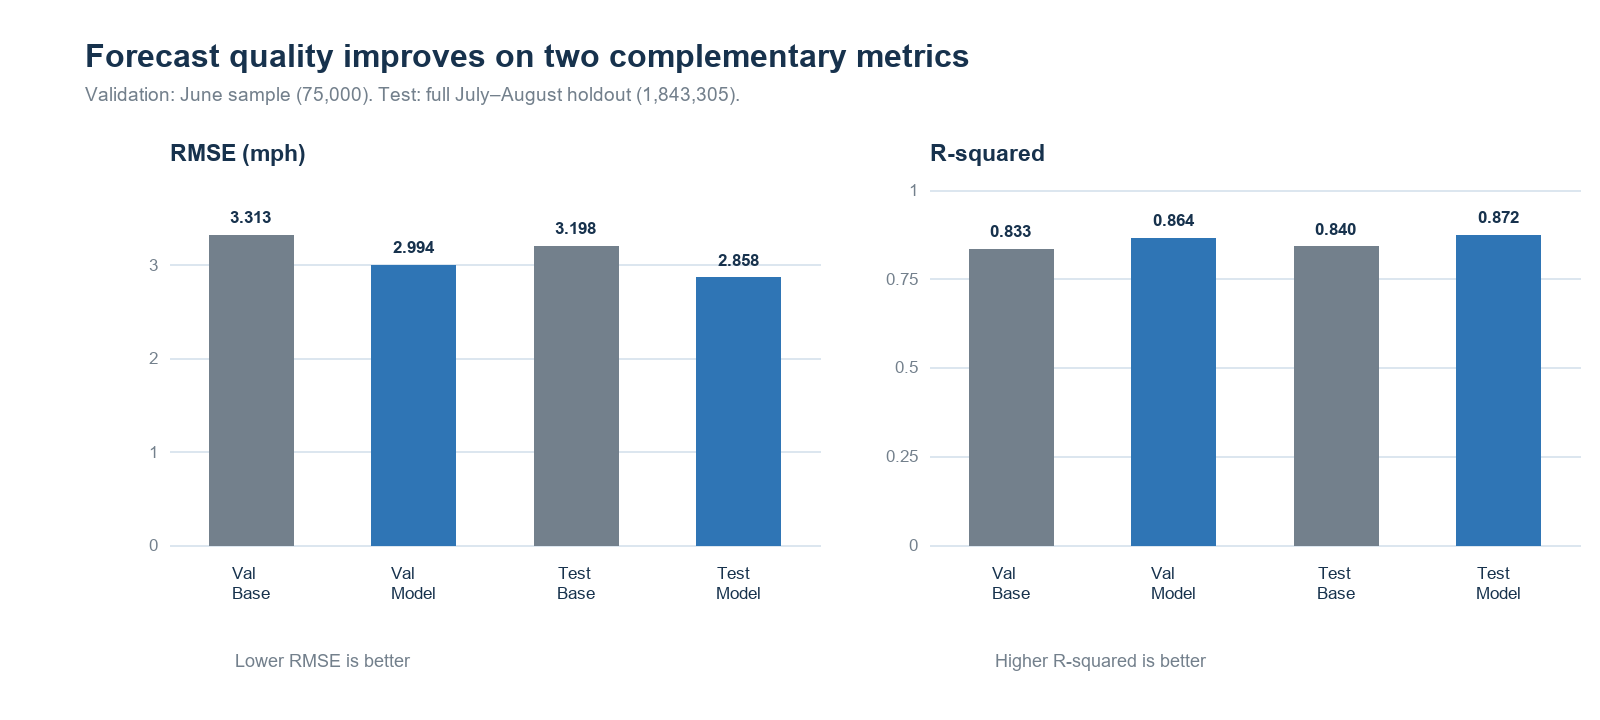 Forecast quality improves on two complementary metrics
Validation: June sample (75,000). Test: full July–August holdout (1,843,305).
RMSE (mph)
3.313
2.994
3.198
2.858
3
2
1
0
Val
Base
Val
Model
Test
Base
Test
Model
Lower RMSE is better
R-squared
1
0.833
0.864
0.840
0.872
0.75
0.5
0.25
0
Val
Base
Val
Model
Test
Base
Test
Model
Higher R-squared is better